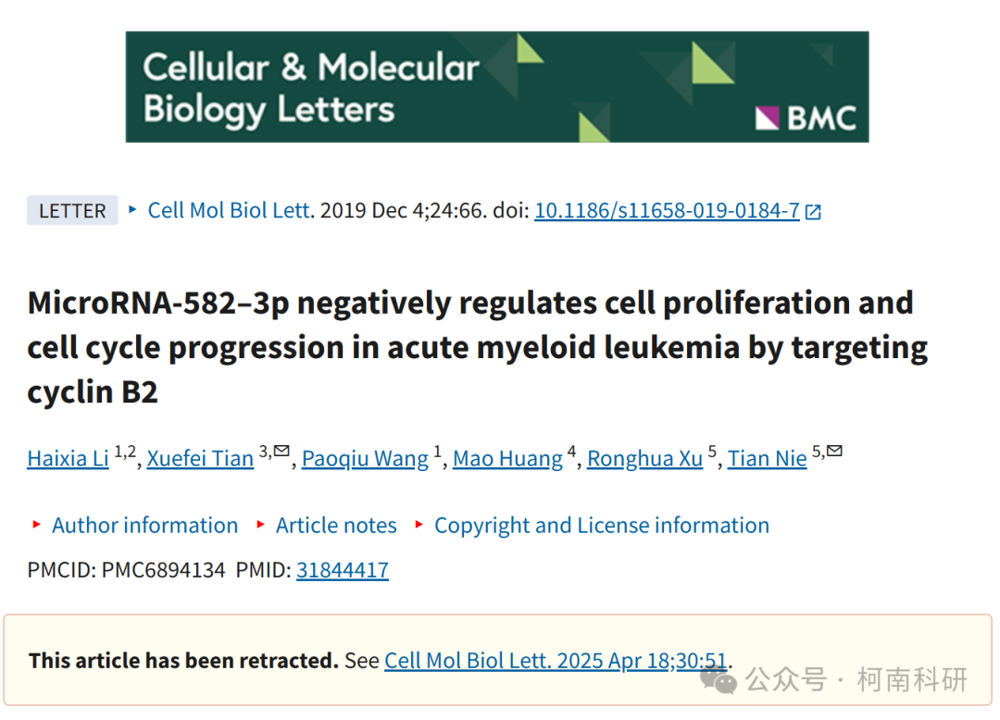 Cellular & Molecular
Biology Letters
BMC
LETTER Cell Mol Biol Lett. 2019 Dec 4;24:66. doi: 10.1186/s11658-019-0184-7
MicroRNA-582–3p negatively regulates cell proliferation and
cell cycle progression in acute myeloid leukemia by targeting
cyclin B2
Haixia Li 1,2, Xuefei Tian 3,✉, Paoqiu Wang 1, Mao Huang 4, Ronghua Xu 5, Tian Nie 5,✉
Author information Article notes Copyright and License information
PMCID: PMC6894134 PMID: 31844417
This article has been retracted. See Cell Mol Biol Lett. 2025 Apr 18;30:51.
公众号 · 柯南科研